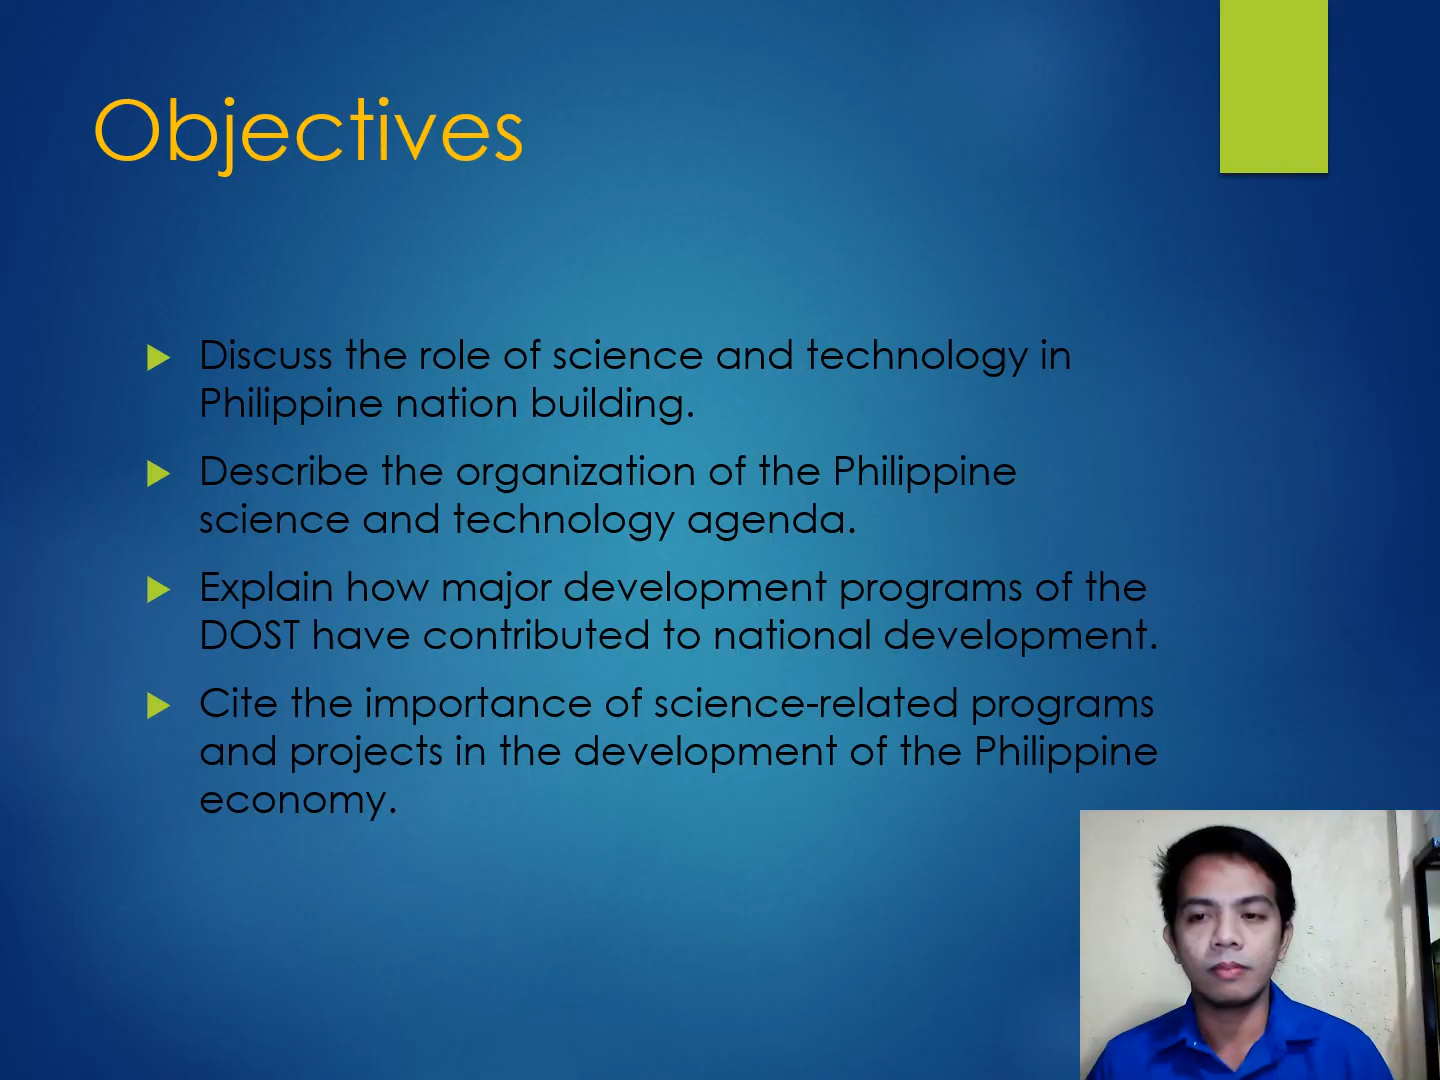 Objectives
Discuss the role of science and technology in
Philippine nation building.
Describe the organization of the Philippine
science and technology agenda.
Explain how major development programs of the
DOST have contributed to national development.
Cite the importance of science-related programs
and projects in the development of the Philippine
economy.